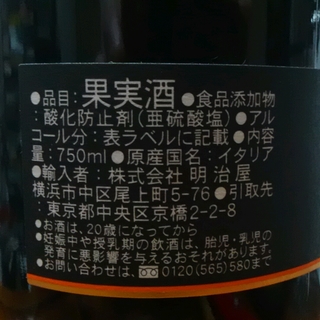 ●品目：果実酒●食品添加物
：酸化防止剤（亜硫酸塩）●アル
コール分：表ラベルに記載●内容
量：750ml●原産国名：イタリア
●輸入者：株式会社 明治屋
横浜市中区尾上町5-76●引取先
：東京都中央区京橋2-2-8
●お酒は、20歳になってから
●妊娠中や授乳期の飲酒は、胎児・乳児の
発育に悪影響を与えるおそれがあります。
●お問い合わせは、0120(565)580まで